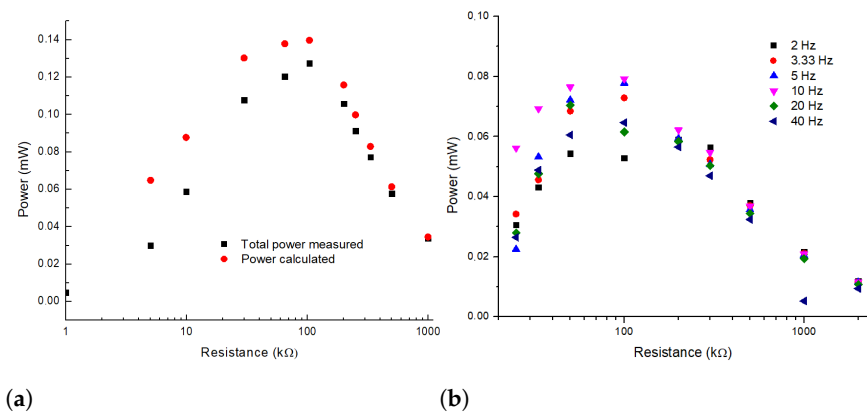 0.14
0.12
0.10
0.08
0.06
0.04
0.02
0.00
Power (mW)
Total power measured
Power calculated
1
10
100
1000
Resistance (kΩ)
(a)
0,10
0.08
0.06
0.04
0.02
0.00
Power (mW)
2 Hz
3.33 Hz
5 Hz
10 Hz
20 Hz
40 Hz
100
1000
Resistance (kΩ)
(b)